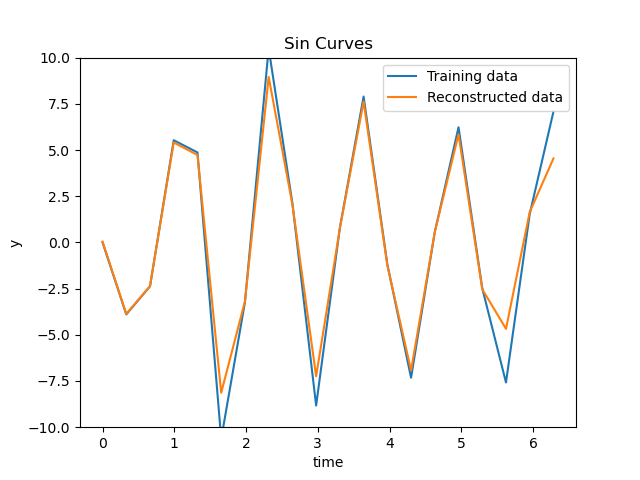 Sin Curves
Training data
Reconstructed data
10.0
7.5
5.0
2.5
0.0
−2.5
−5.0
−7.5
−10.0
y
0 1 2 3 4 5 6
time